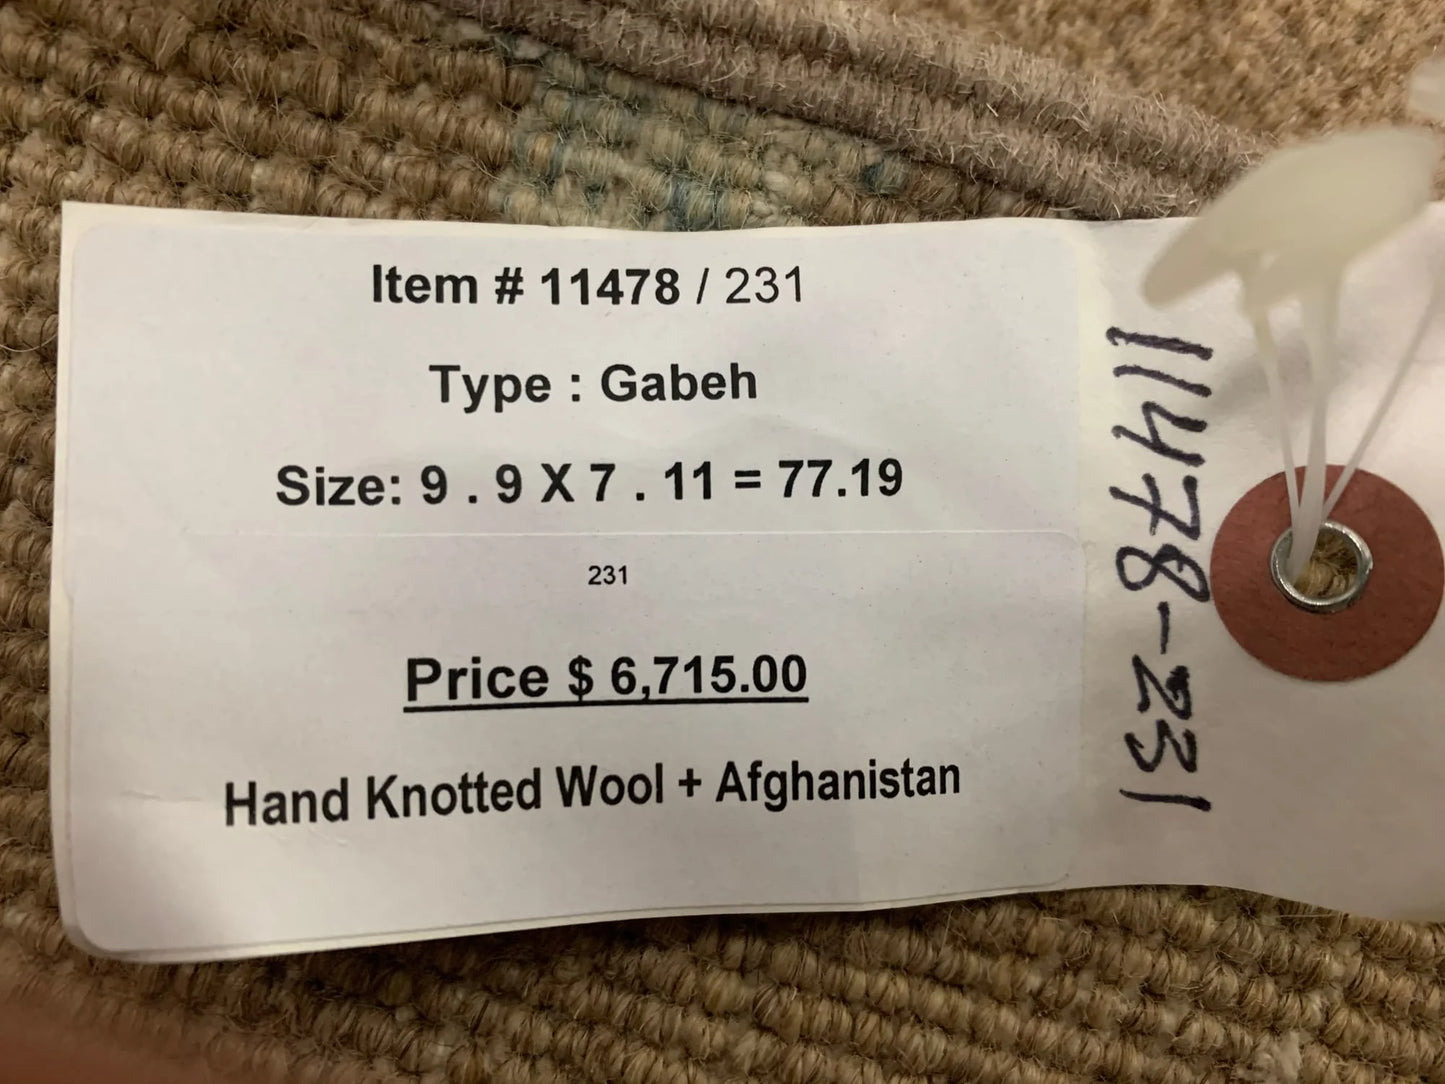 Item # 11478 / 231
Type : Gabeh
Size: 9 . 9 X 7 . 11 = 77.19
231
Price $ 6,715.00
Hand Knotted Wool + Afghanistan
11478-231